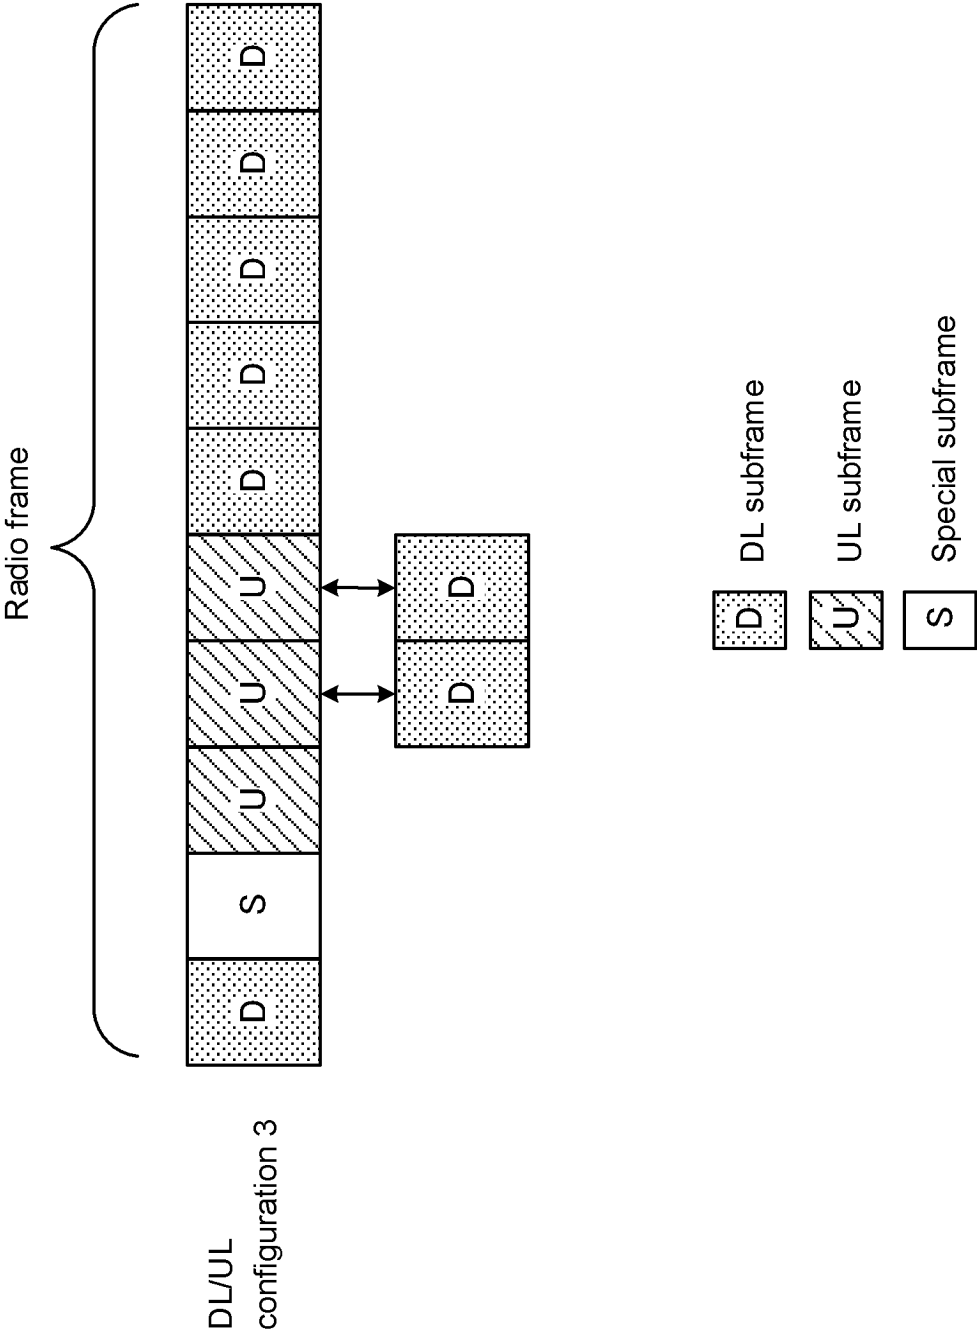 Radio frame
DL/UL
configuration 3
D S U U U D D D D D
D D
D DL subframe
U UL subframe
S Special subframe